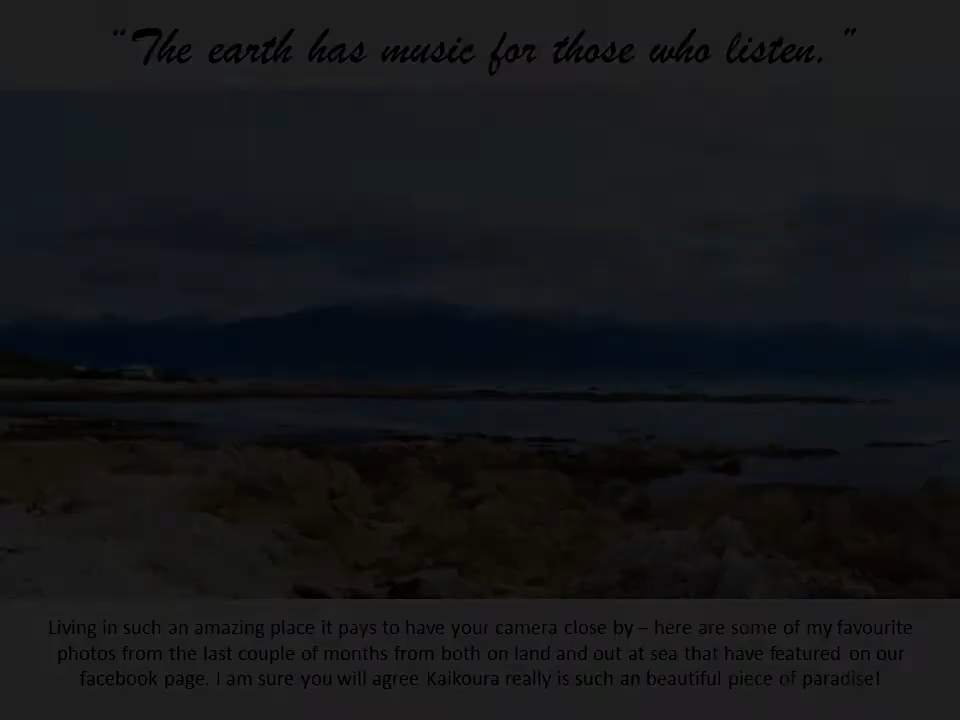 “The earth has music for those who listen.”
Living in such an amazing place it pays to have your camera close by – here are some of my favourite
photos from the last couple of months from both on land and out at sea that have featured on our
facebook page. I am sure you will agree Kaikoura really is such an beautiful piece of paradise!